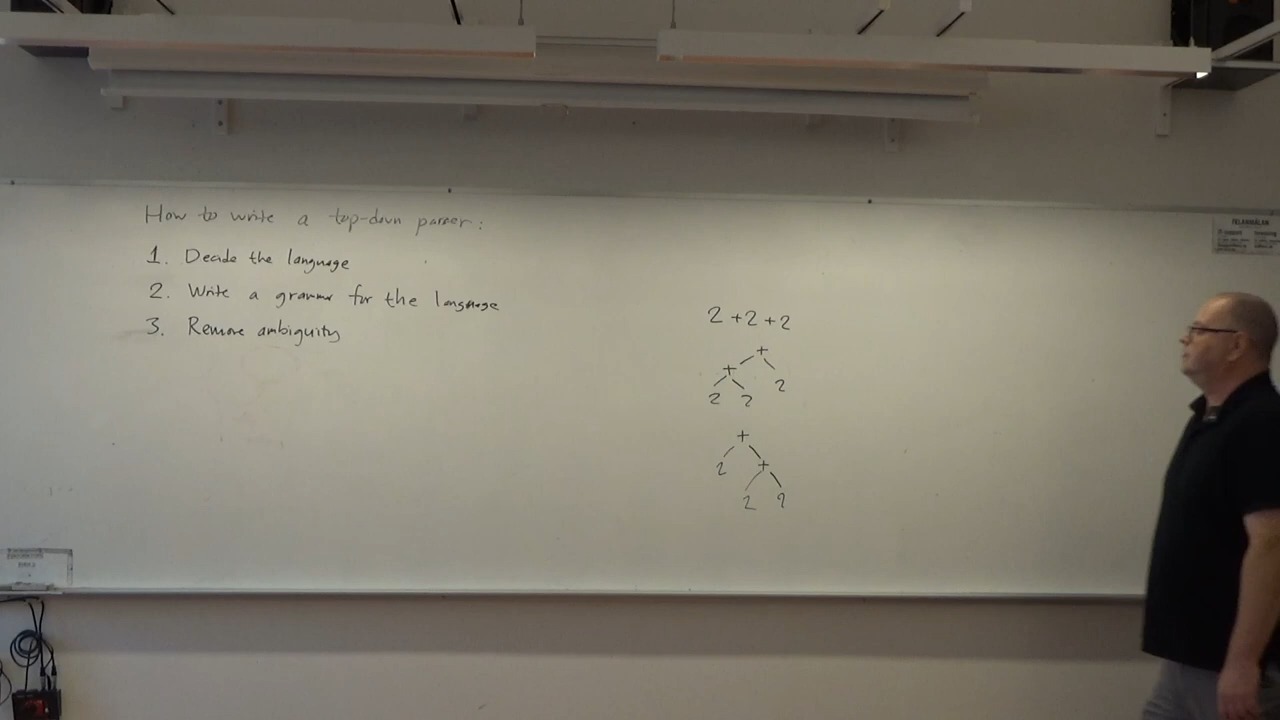 How to write a top-down parser:
1. Decide the language
2. Write a grammar for the language
3. Remove ambiguity
2 + 2 + 2
+
+ 2
2 2
+
2 +
2 2
FELANMÄLAN